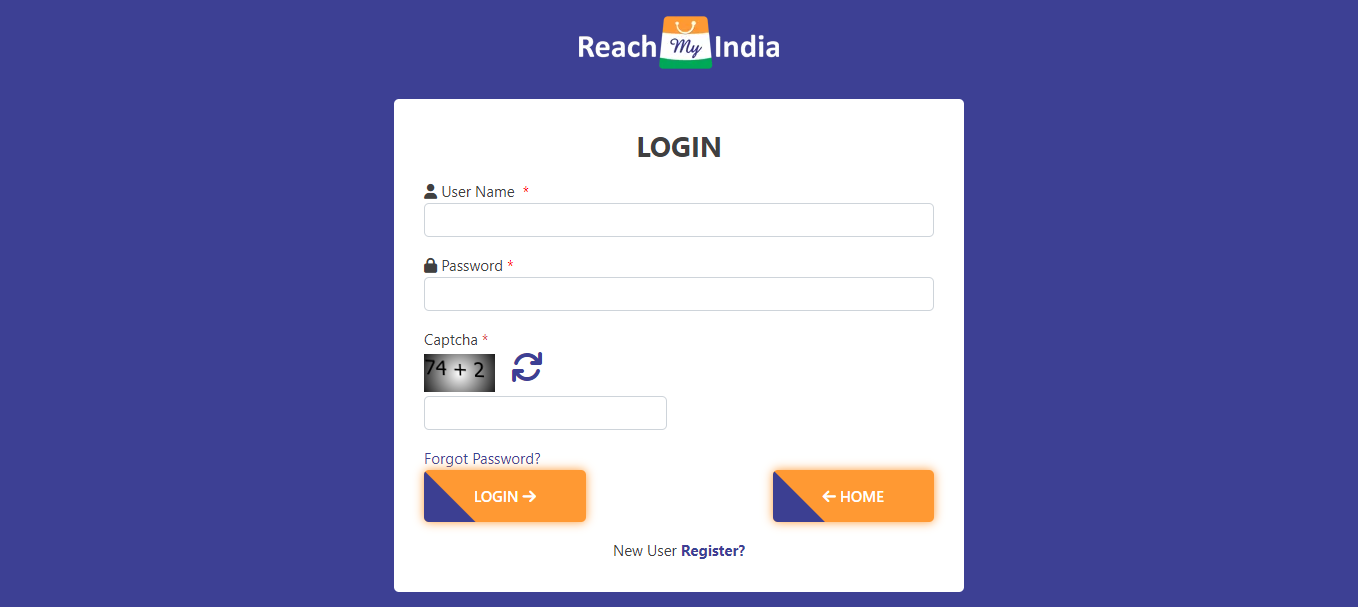 Reach My India
LOGIN
User Name *
Password *
Captcha *
74 + 2
Forgot Password?
LOGIN → ← HOME
New User Register?